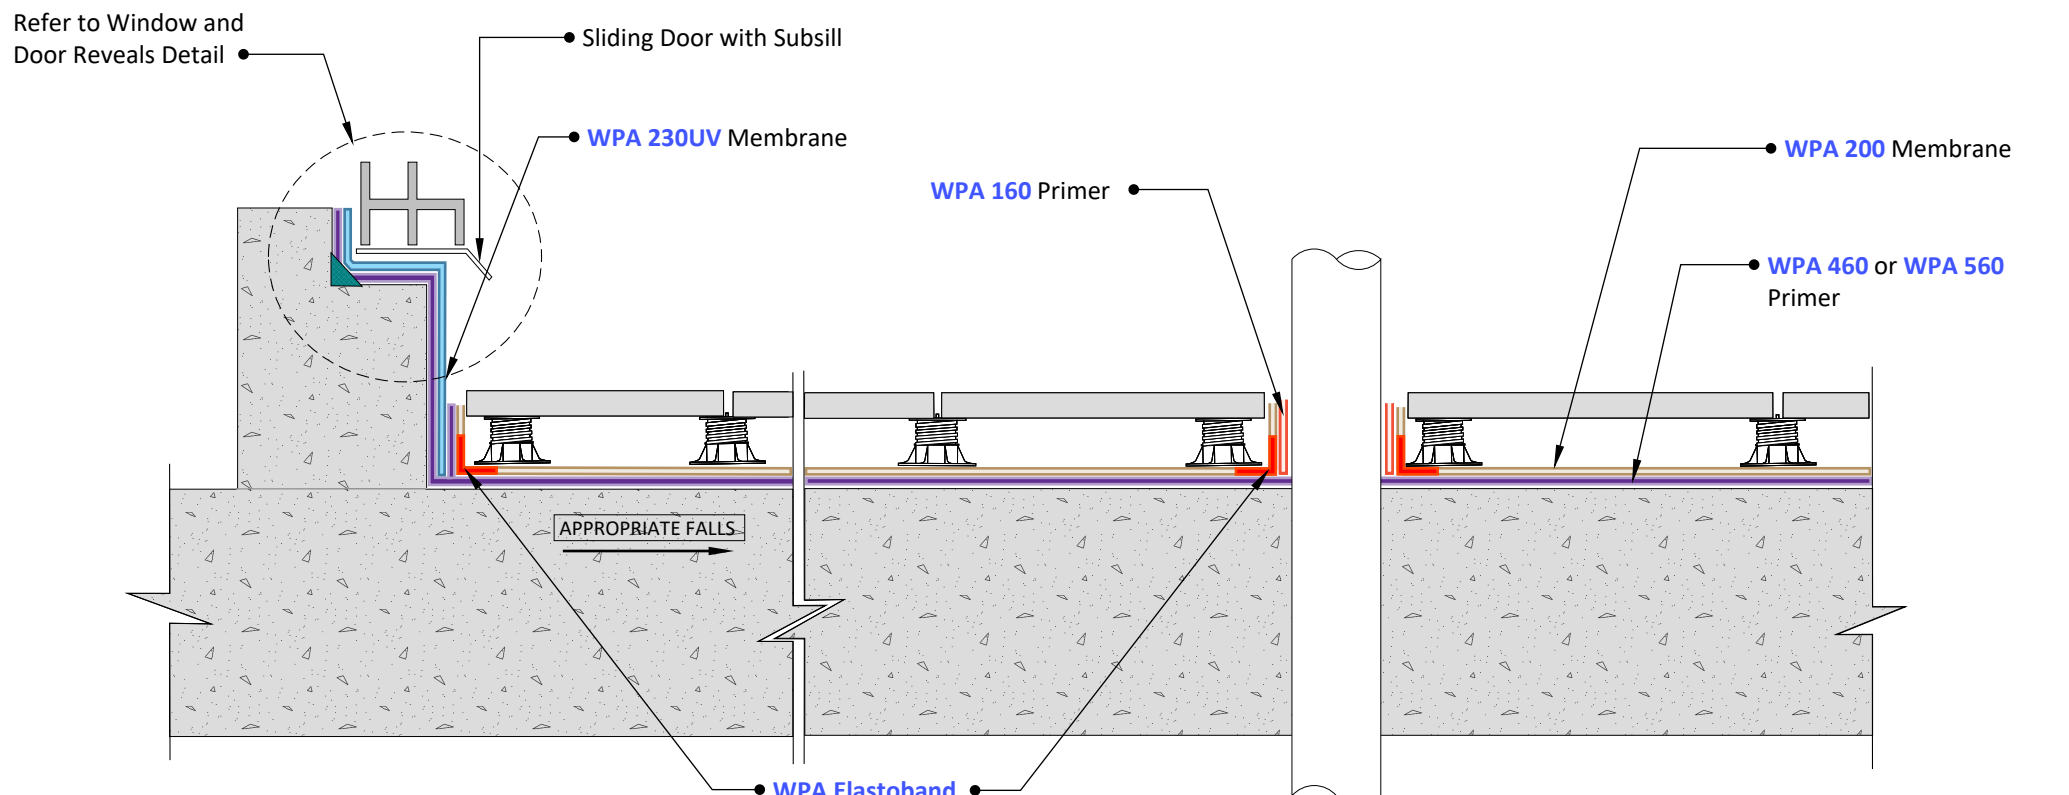 Refer to Window and
Door Reveals Detail
Sliding Door with Subsill
WPA 230UV Membrane
WPA 160 Primer
WPA 200 Membrane
WPA 460 or WPA 560
Primer
APPROPRIATE FALLS
WPA Elastoband